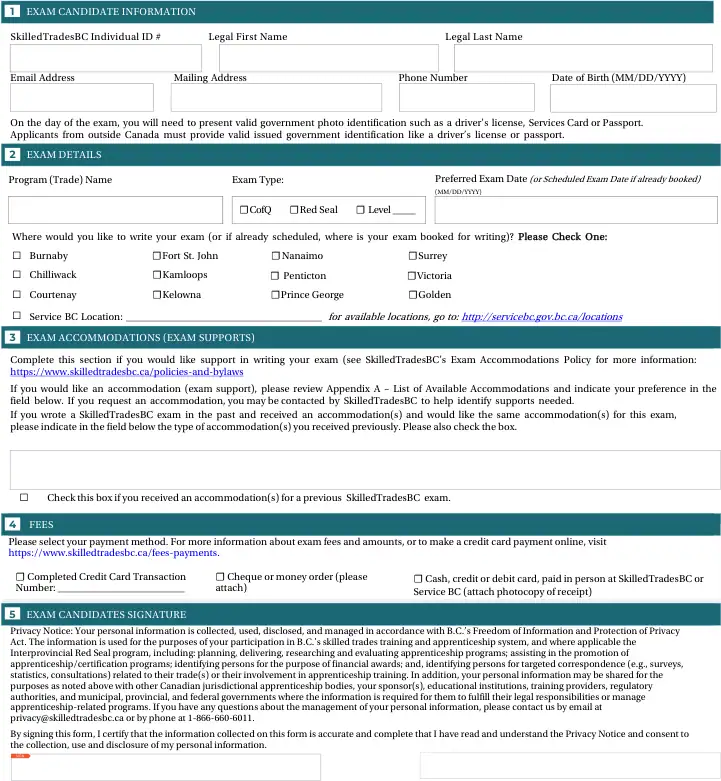 1 EXAM CANDIDATE INFORMATION
SkilledTradesBC Individual ID # Legal First Name Legal Last Name
Email Address Mailing Address Phone Number Date of Birth (MM/DD/YYYY)
On the day of the exam, you will need to present valid government photo identification such as a driver's license, Services Card or Passport.
Applicants from outside Canada must provide valid issued government identification like a driver's license or passport.
2 EXAM DETAILS
Program (Trade) Name Exam Type: Preferred Exam Date (or Scheduled Exam Date if already booked)
(MM/DD/YYYY)
☐ CofQ ☐ Red Seal ☐ Level ____
Where would you like to write your exam (or if already scheduled, where is your exam booked for writing)? Please Check One:
☐ Burnaby ☐ Fort St. John ☐ Nanaimo ☐ Surrey
☐ Chilliwack ☐ Kamloops ☐ Penticton ☐ Victoria
☐ Courtenay ☐ Kelowna ☐ Prince George ☐ Golden
☐ Service BC Location: ____________________ for available locations, go to: http://servicebc.gov.bc.ca/locations
3 EXAM ACCOMMODATIONS (EXAM SUPPORTS)
Complete this section if you would like support in writing your exam (see SkilledTradesBC's Exam Accommodations Policy for more information:
https://www.skilledtradesbc.ca/policies-and-bylaws
If you would like an accommodation (exam support), please review Appendix A – List of Available Accommodations and indicate your preference in the
field below. If you request an accommodation, you may be contacted by SkilledTradesBC to help identify supports needed.
If you wrote a SkilledTradesBC exam in the past and received an accommodation(s) and would like the same accommodation(s) for this exam,
please indicate in the field below the type of accommodation(s) you received previously. Please also check the box.
☐ Check this box if you received an accommodation(s) for a previous SkilledTradesBC exam.
4 FEES
Please select your payment method. For more information about exam fees and amounts, or to make a credit card payment online, visit
https://www.skilledtradesbc.ca/fees-payments.
☐ Completed Credit Card Transaction ☐ Cheque or money order (please ☐ Cash, credit or debit card, paid in person at SkilledTradesBC or
Number: ____________________ attach) Service BC (attach photocopy of receipt)
5 EXAM CANDIDATES SIGNATURE
Privacy Notice: Your personal information is collected, used, disclosed, and managed in accordance with B.C.'s Freedom of Information and Protection of Privacy
Act. The information is used for the purposes of your participation in B.C.'s skilled trades training and apprenticeship system, and where applicable the
Interprovincial Red Seal program, including: planning, delivering, researching and evaluating apprenticeship programs; assisting in the promotion of
apprenticeship/certification programs; identifying persons for the purpose of financial awards; and, identifying persons for targeted correspondence (e.g., surveys,
statistics, consultations) related to their trade(s) or their involvement in apprenticeship training. In addition, your personal information may be shared for the
purposes as noted above with other Canadian jurisdictional apprenticeship bodies, your sponsor(s), educational institutions, training providers, regulatory
authorities, and municipal, provincial, and federal governments where the information is required for them to fulfill their legal responsibilities or manage
apprenticeship-related programs. If you have any questions about the management of your personal information, please contact us by email at
privacy@skilledtradesbc.ca or by phone at 1-866-660-6011.
By signing this form, I certify that the information collected on this form is accurate and complete that I have read and understand the Privacy Notice and consent to
the collection, use and disclosure of my personal information.